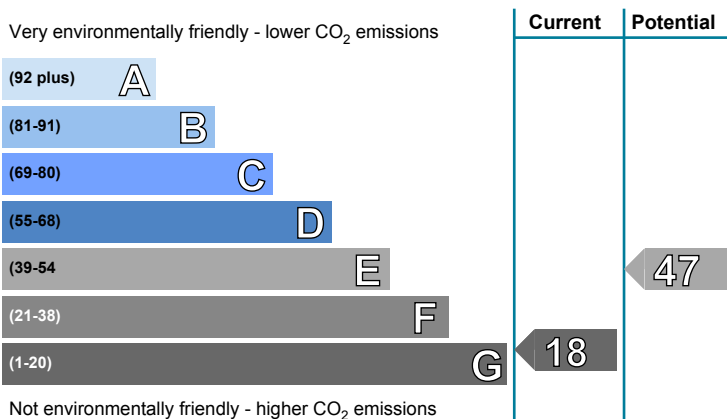 Current Potential
Very environmentally friendly - lower CO₂ emissions
(92 plus) A
(81-91) B
(69-80) C
(55-68) D
(39-54 E 47
(21-38) F
(1-20) G 18
Not environmentally friendly - higher CO₂ emissions